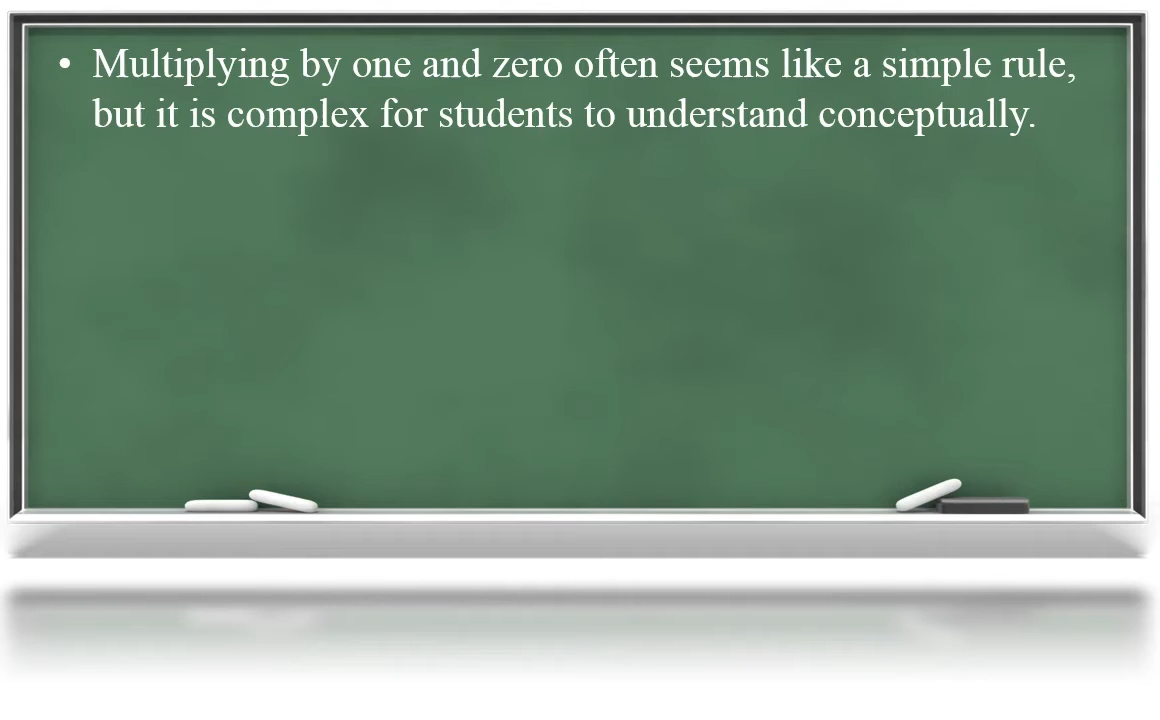 • Multiplying by one and zero often seems like a simple rule,
but it is complex for students to understand conceptually.